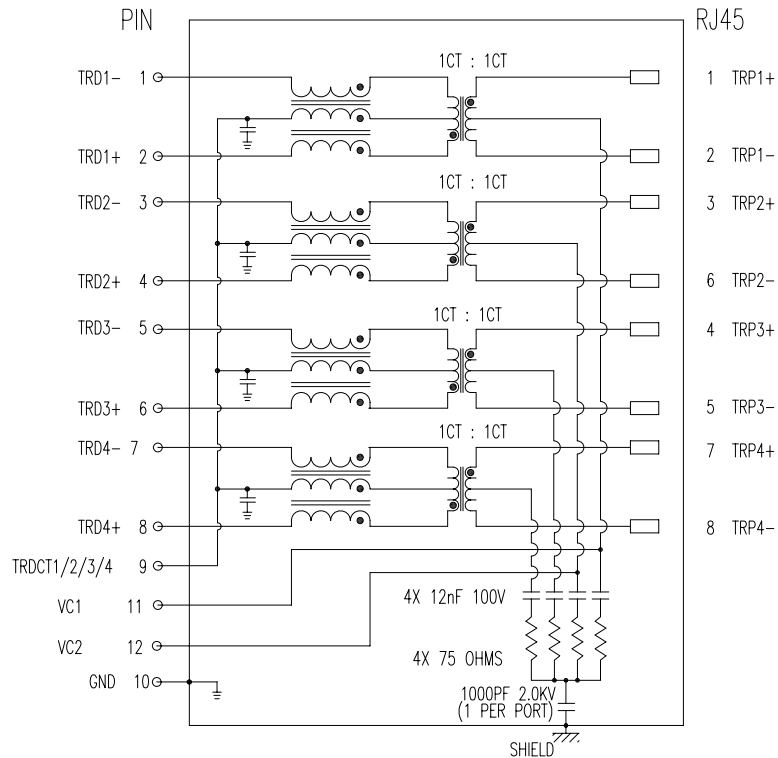 PIN RJ45
1CT : 1CT
TRD1- 1 1 TRP1+
TRD1+ 2 2 TRP1-
1CT : 1CT
TRD2- 3 3 TRP2+
TRD2+ 4 6 TRP2-
1CT : 1CT
TRD3- 5 4 TRP3+
TRD3+ 6 5 TRP3-
1CT : 1CT
TRD4- 7 7 TRP4+
TRD4+ 8 8 TRP4-
TRDCT1/2/3/4 9
4X 12nF 100V
VC1 11
VC2 12
4X 75 OHMS
GND 10
1000PF 2.0KV
(1 PER PORT)
SHIELD